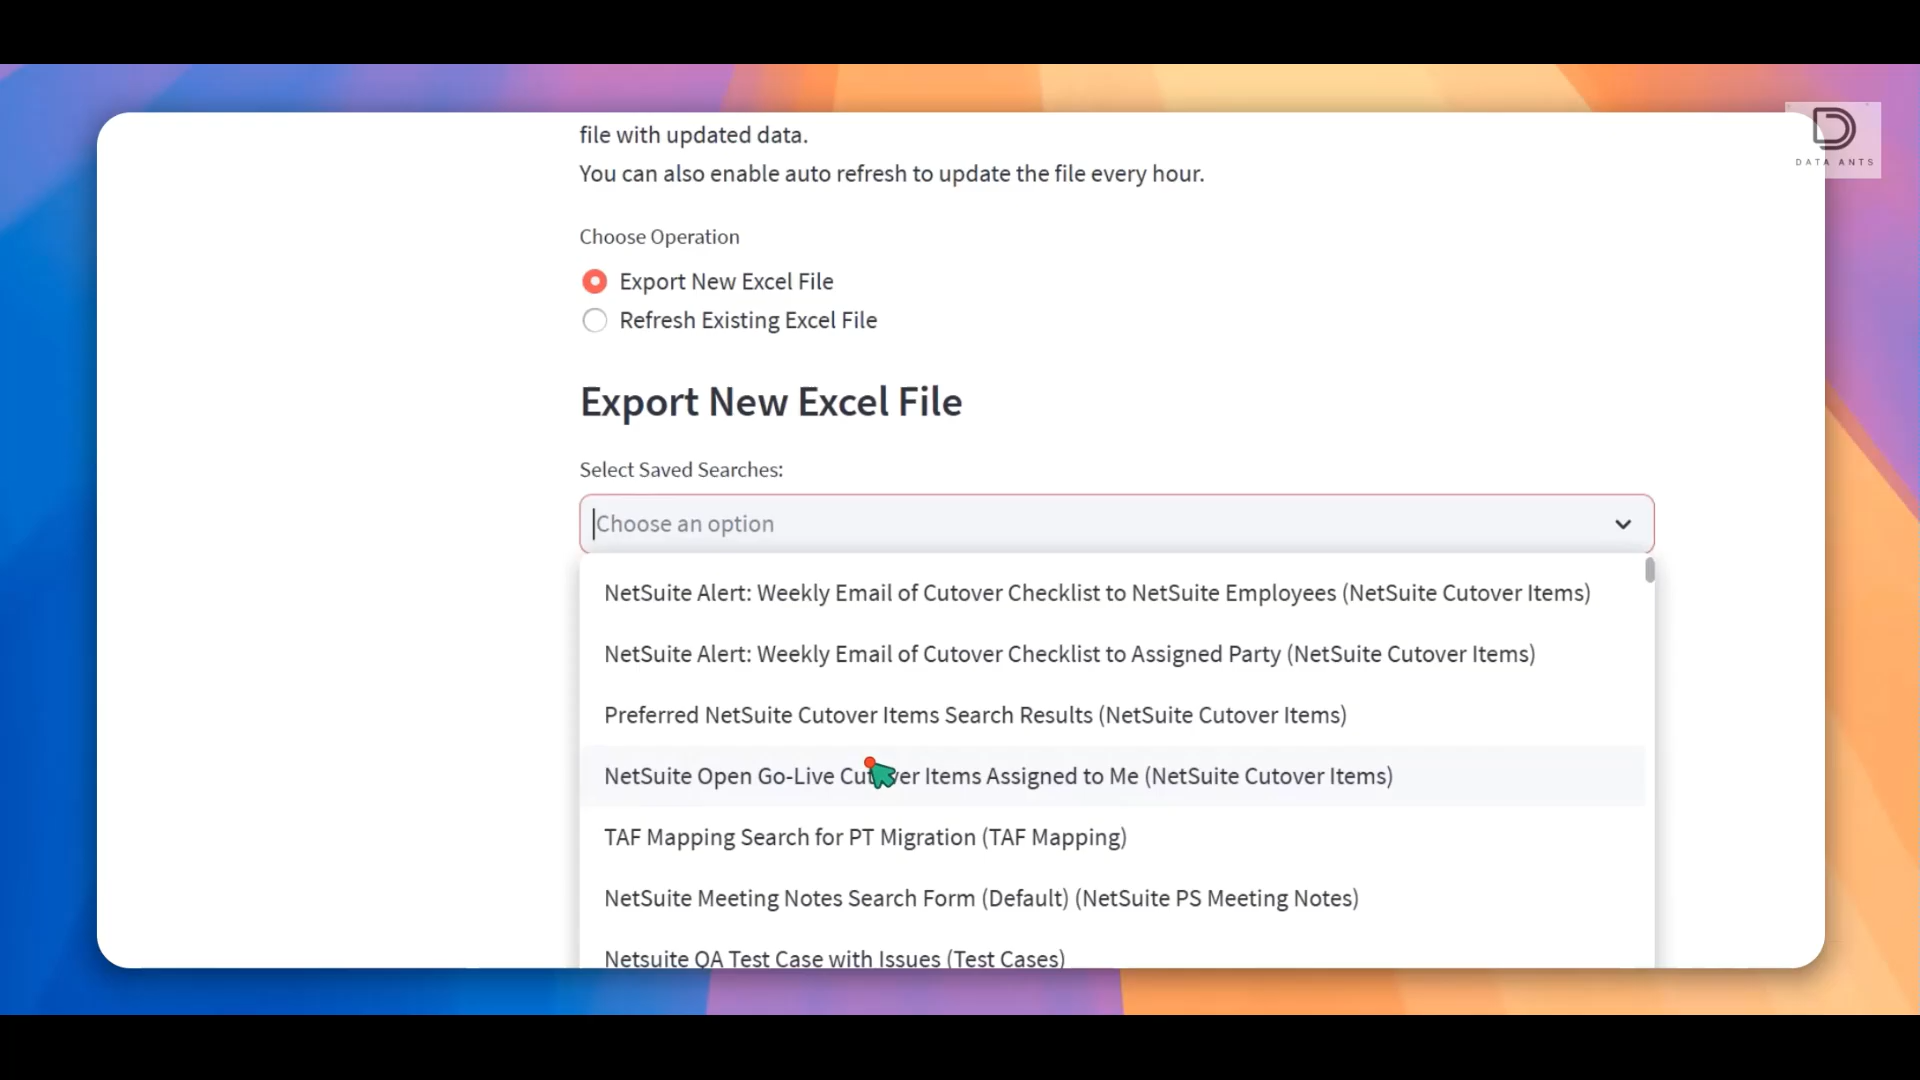 file with updated data.
DATA ANTS
You can also enable auto refresh to update the file every hour.
Choose Operation
Export New Excel File
Refresh Existing Excel File
Export New Excel File
Select Saved Searches:
Choose an option
NetSuite Alert: Weekly Email of Cutover Checklist to NetSuite Employees (NetSuite Cutover Items)
NetSuite Alert: Weekly Email of Cutover Checklist to Assigned Party (NetSuite Cutover Items)
Preferred NetSuite Cutover Items Search Results (NetSuite Cutover Items)
NetSuite Open Go-Live Cutover Items Assigned to Me (NetSuite Cutover Items)
TAF Mapping Search for PT Migration (TAF Mapping)
NetSuite Meeting Notes Search Form (Default) (NetSuite PS Meeting Notes)
Netsuite QA Test Case with Issues (Test Cases)